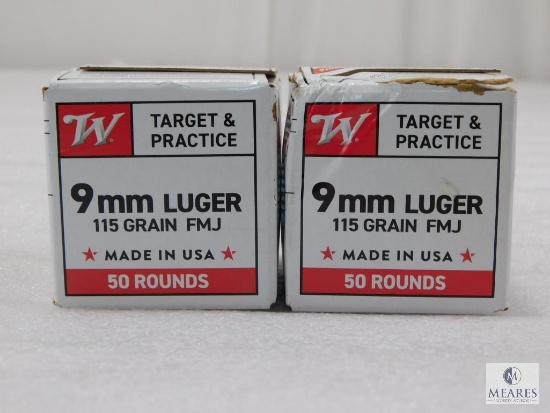 W
TARGET &
PRACTICE
9mm LUGER
115 GRAIN FMJ
★ MADE IN USA ★
50 ROUNDS
W
TARGET &
PRACTICE
9mm LUGER
115 GRAIN FMJ
★ MADE IN USA ★
50 ROUNDS
M
MEARES